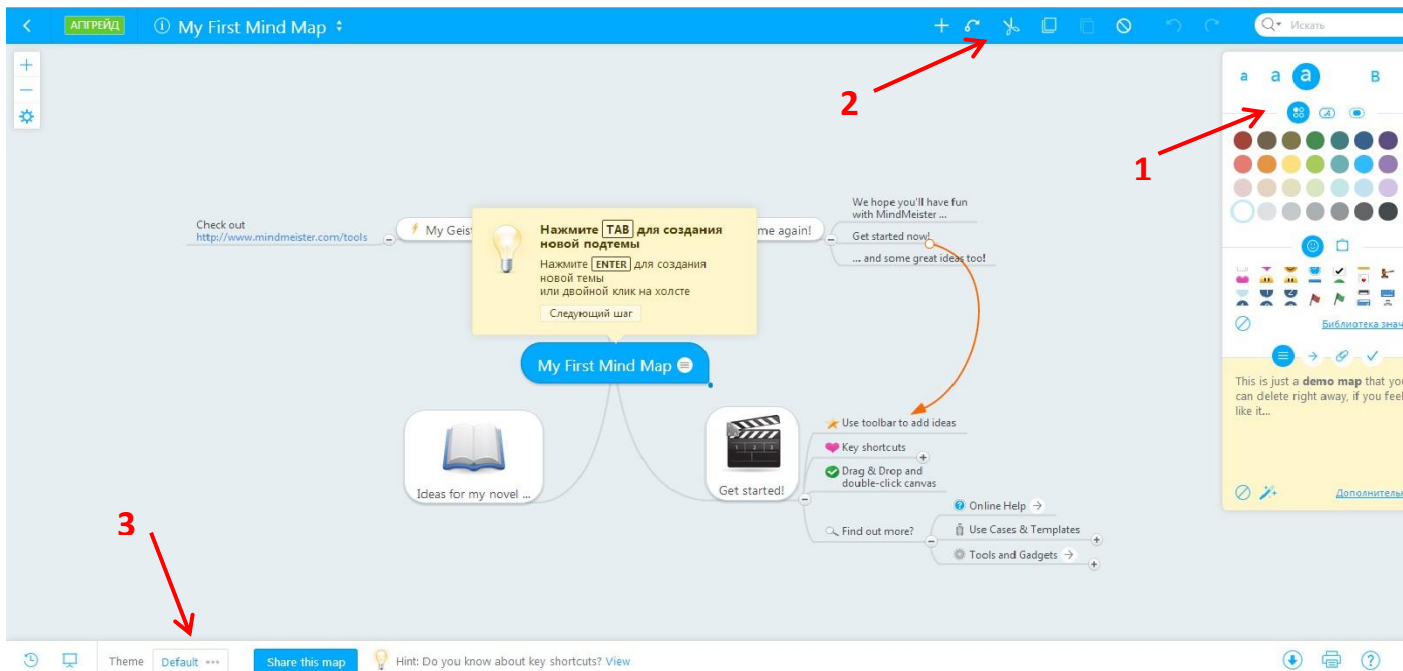 АПГРЕЙД
My First Mind Map
Искать
2
a a a B
1
Check out
http://www.mindmeister.com/tools
My Geis
Нажмите TAB для создания
новой подтемы
Нажмите ENTER для создания
новой темы
или двойной клик на холсте
Следующий шаг
me again!
We hope you'll have fun
with MindMeister ...
Get started now!
... and some great ideas too!
Библиотека знач
My First Mind Map
This is just a demo map that you
can delete right away, if you feel
like it...
Дополнитель
Ideas for my novel ...
Get started!
Use toolbar to add ideas
Key shortcuts
Drag & Drop and
double-click canvas
Find out more?
Online Help
Use Cases & Templates
Tools and Gadgets
3
Theme
Default
Share this map
Hint: Do you know about key shortcuts? View